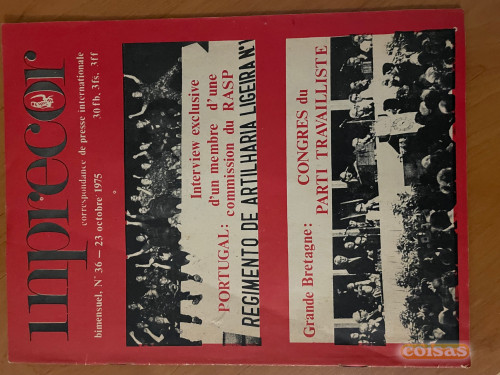 inprecor
correspondance de presse internationale
30 fb, 3fs, 3ff
bimensuel, N° 36 — 23 octobre 1975
Interview exclusive
PORTUGAL: d'un membre d'une
commission du RASP
REGIMENTO DE ARTILHARIA LIGEIRA Nº2
CONGRES du
Grande Bretagne: PARTI TRAVAILLISTE
coisas